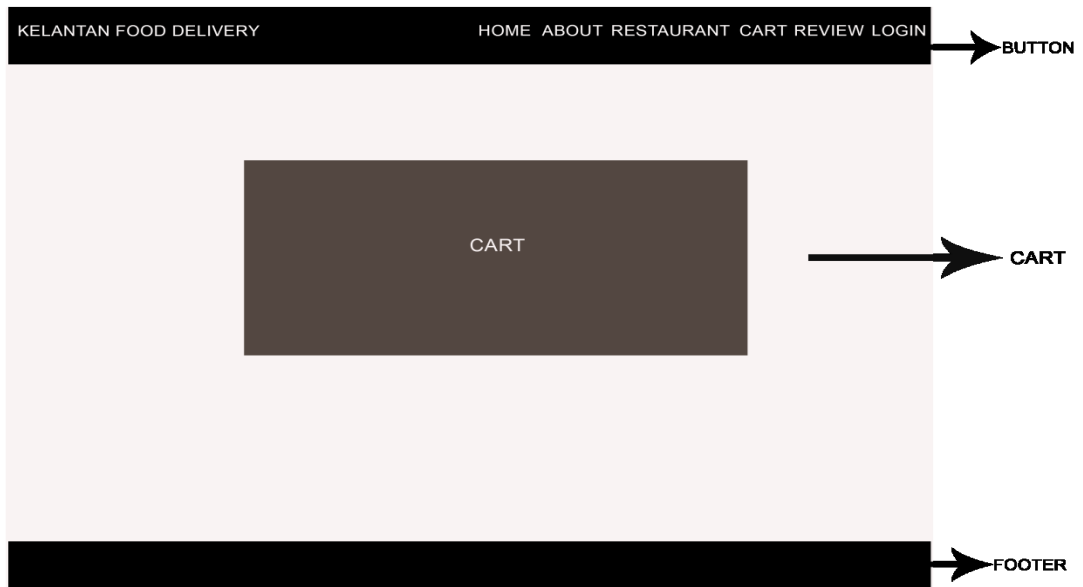 KELANTAN FOOD DELIVERY
HOME ABOUT RESTAURANT CART REVIEW LOGIN
BUTTON
CART
CART
FOOTER